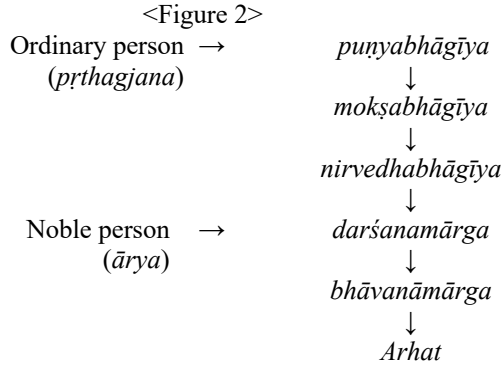 <Figure 2>
Ordinary person → puṇyabhāgīya
(pṛthagjana) ↓
mokṣabhāgīya
↓
nirvedhabhāgīya
↓
Noble person → darśanamārga
(ārya) ↓
bhāvanāmārga
↓
Arhat